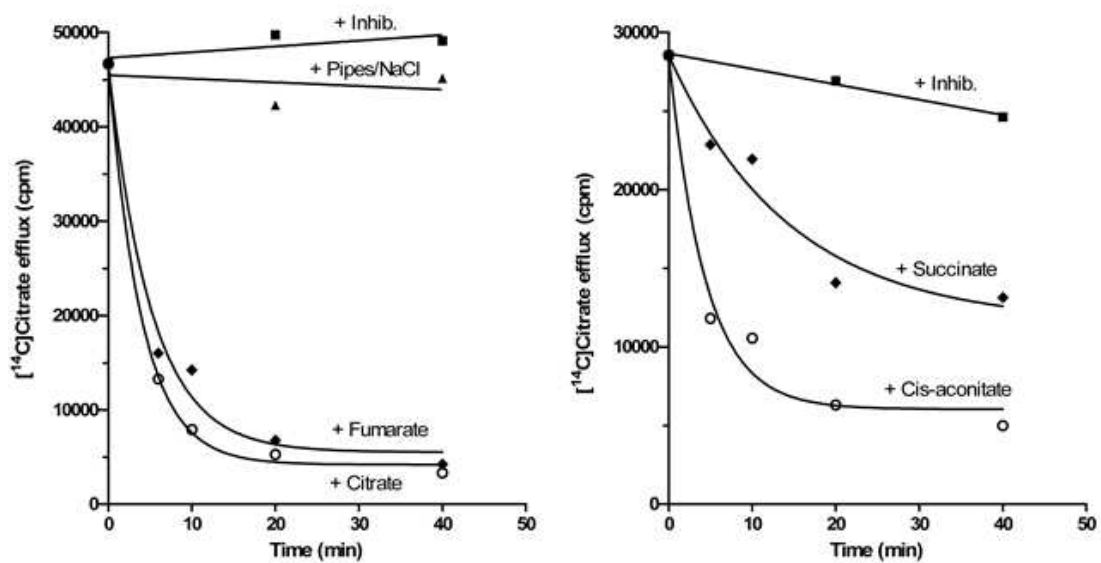 50000
40000
30000
20000
10000
0
0 10 20 30 40 50
Time (min)
[¹⁴C]Citrate efflux (cpm)
+ Inhib.
+ Pipes/NaCl
+ Fumarate
+ Citrate
30000
20000
10000
0
0 10 20 30 40 50
Time (min)
[¹⁴C]Citrate efflux (cpm)
+ Inhib.
+ Succinate
+ Cis-aconitate